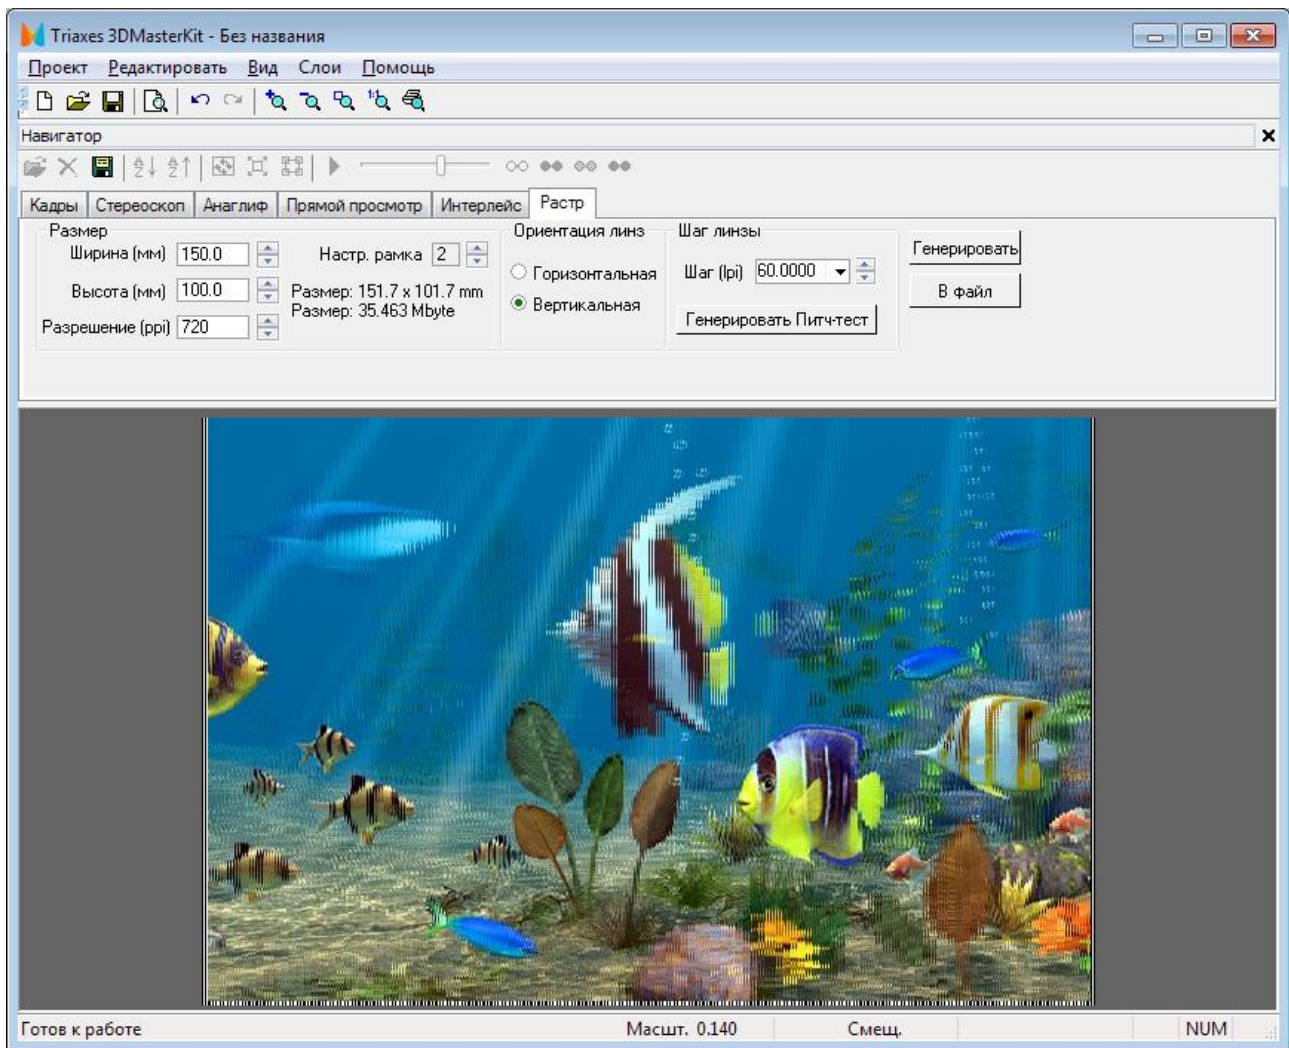 Triaxes 3DMasterKit - Без названия
Проект Редактировать Вид Слои Помощь
Навигатор
Кадры Стереоскоп Анаглиф Прямой просмотр Интерлейс Растр
Размер Ориентация линз Шаг линзы
Ширина (мм) 150.0 Настр. рамка 2 Горизонтальная Шаг (lpi) 60.0000 Генерировать
Высота (мм) 100.0 Размер: 151.7 x 101.7 mm Вертикальная В файл
Размер: 35.463 Mbyte
Разрешение (ppi) 720 Генерировать Питч-тест
Готов к работе Масшт. 0.140 Смещ. NUM